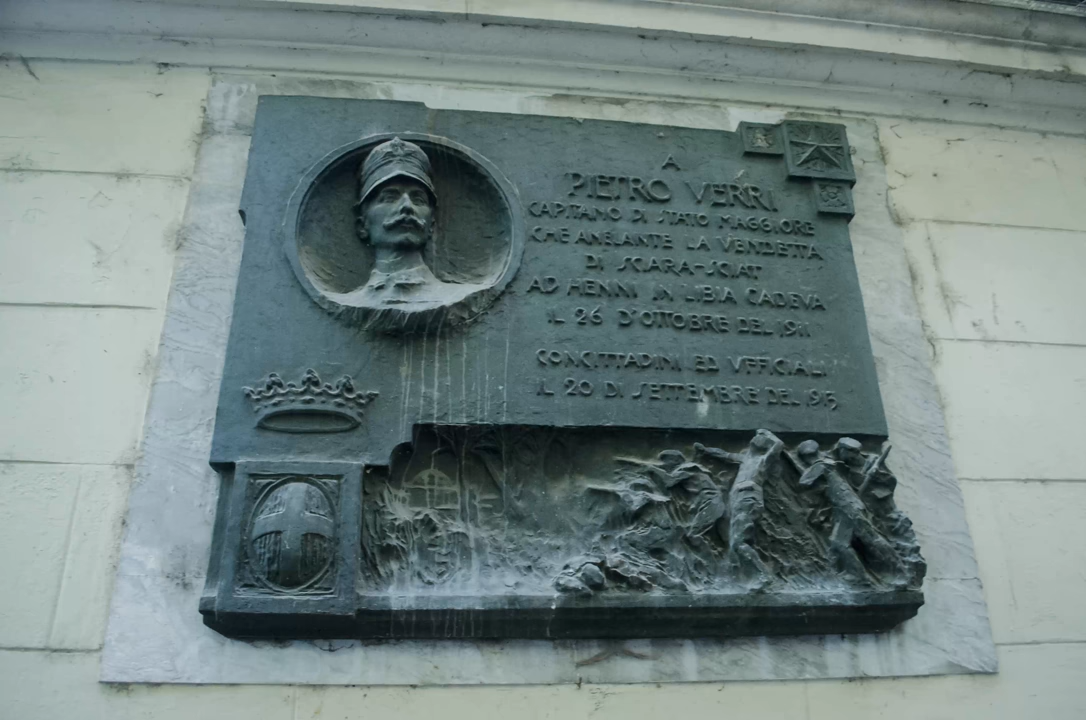 A
PIETRO VERRI
CAPITANO DI STATO MAGGIORE
CHE ANELANTE LA VENDETTA
DI SCIARA-SCIAT
AD HENNI IN LIBIA CADEVA
IL 26 D'OTTOBRE DEL 1911
CONCITTADINI ED UFFICIALI
IL 20 DI SETTEMBRE DEL 1913